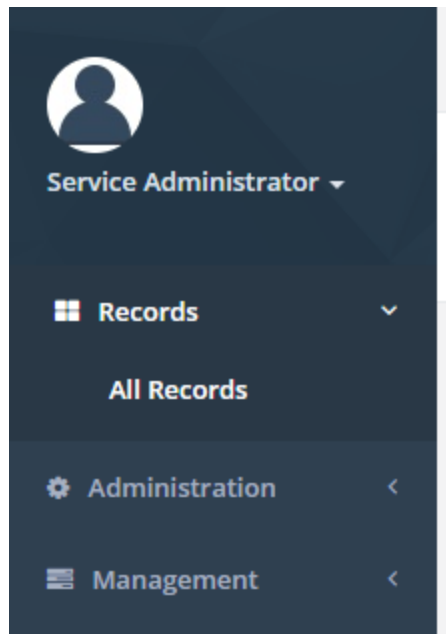 Service Administrator
Records
All Records
Administration
Management